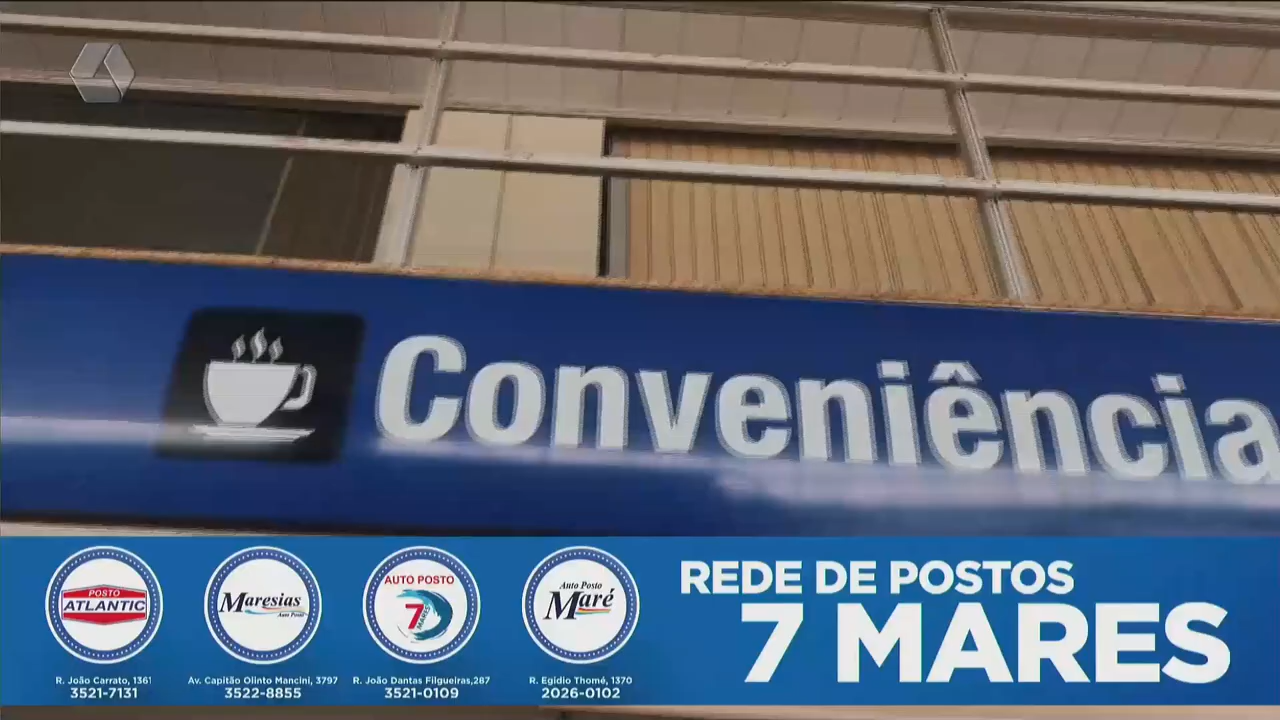 Conveniência
POSTO
ATLANTIC
R. João Carrato, 1361
3521-7131
Maresias
Auto Posto
Av. Capitão Olinto Mancini, 3797
3522-8855
AUTO POSTO
7
MARES
R. João Dantas Filgueiras,287
3521-0109
Auto Posto
Maré
R. Egidio Thomé, 1370
2026-0102
REDE DE POSTOS
7 MARES